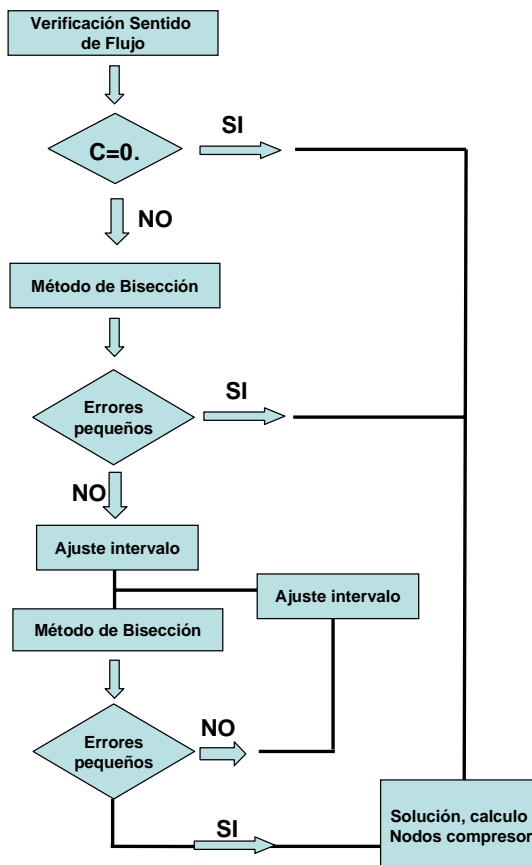 Verificación Sentido
de Flujo
SI
C=0.
NO
Método de Bisección
SI
Errores
pequeños
NO
Ajuste intervalo
Ajuste intervalo
Método de Bisección
NO
Errores
pequeños
SI
Solución, calculo
Nodos compresor